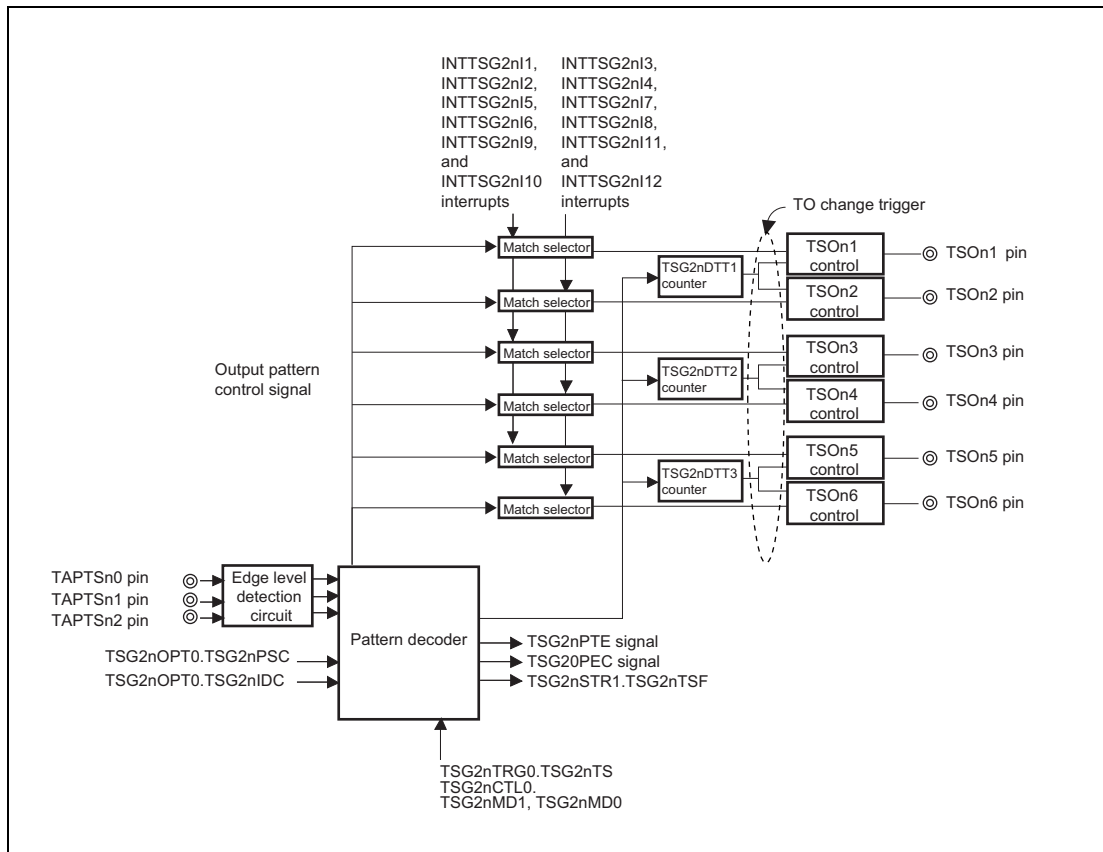 INTTSG2nI1,
INTTSG2nI2,
INTTSG2nI5,
INTTSG2nI6,
INTTSG2nI9,
and
INTTSG2nI10
interrupts
INTTSG2nI3,
INTTSG2nI4,
INTTSG2nI7,
INTTSG2nI8,
INTTSG2nI11,
and
INTTSG2nI12
interrupts
TO change trigger
Match selector
Match selector
Match selector
Match selector
Match selector
Match selector
TSG2nDTT1
counter
TSG2nDTT2
counter
TSG2nDTT3
counter
TSOn1
control
TSOn2
control
TSOn3
control
TSOn4
control
TSOn5
control
TSOn6
control
TSOn1 pin
TSOn2 pin
TSOn3 pin
TSOn4 pin
TSOn5 pin
TSOn6 pin
Output pattern
control signal
TAPTSn0 pin
TAPTSn1 pin
TAPTSn2 pin
Edge level
detection
circuit
Pattern decoder
TSG2nOPT0.TSG2nPSC
TSG2nOPT0.TSG2nIDC
TSG2nPTE signal
TSG20PEC signal
TSG2nSTR1.TSG2nTSF
TSG2nTRG0.TSG2nTS
TSG2nCTL0.
TSG2nMD1, TSG2nMD0